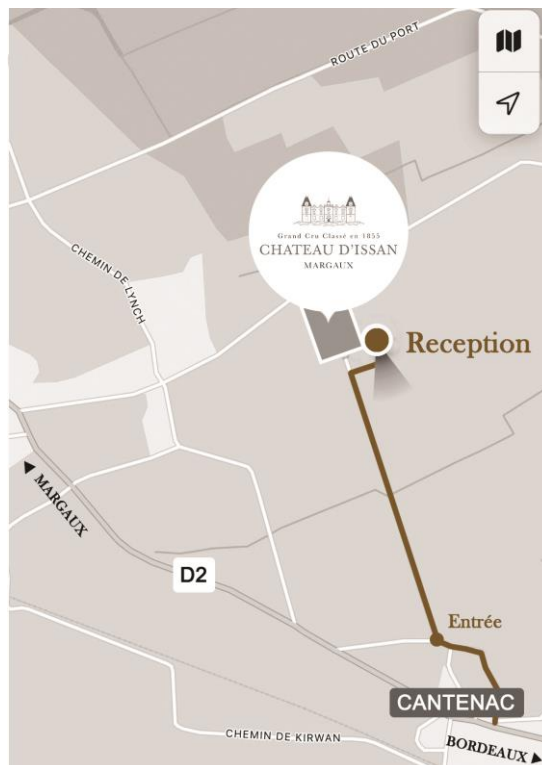 ROUTE DU PORT
Grand Cru Classé en 1855
CHATEAU D'ISSAN
MARGAUX
CHEMIN DE LYNCH
Reception
MARGAUX
D2
Entrée
CANTENAC
CHEMIN DE KIRWAN
BORDEAUX